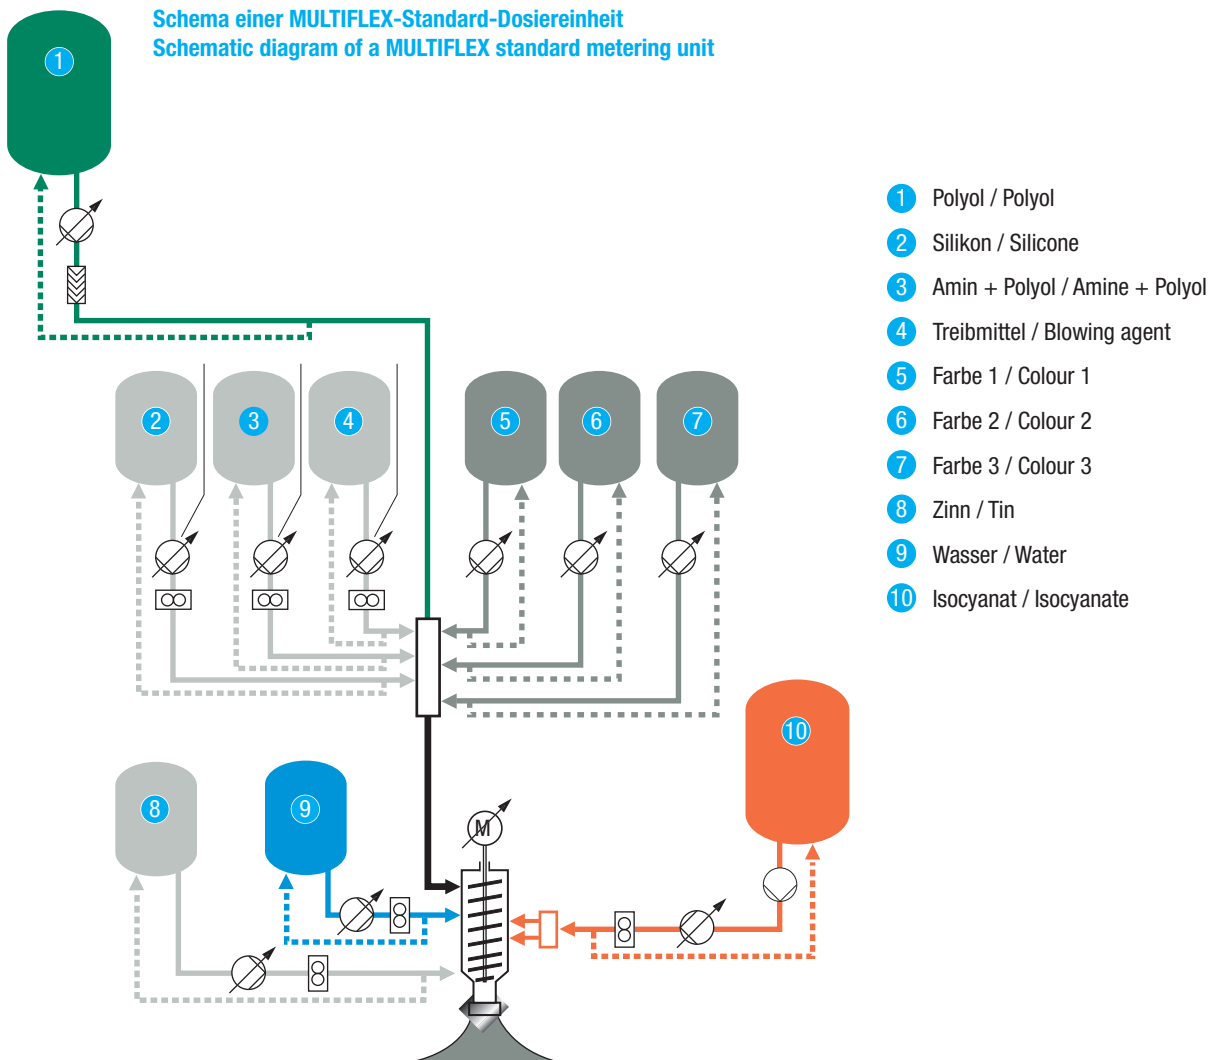 Schema einer MULTIFLEX-Standard-Dosiereinheit
Schematic diagram of a MULTIFLEX standard metering unit
1
1 Polyol / Polyol
2 Silikon / Silicone
3 Amin + Polyol / Amine + Polyol
4 Treibmittel / Blowing agent
5 Farbe 1 / Colour 1
6 Farbe 2 / Colour 2
7 Farbe 3 / Colour 3
8 Zinn / Tin
9 Wasser / Water
10 Isocyanat / Isocyanate
2 3 4 5 6 7
10
8 9
M